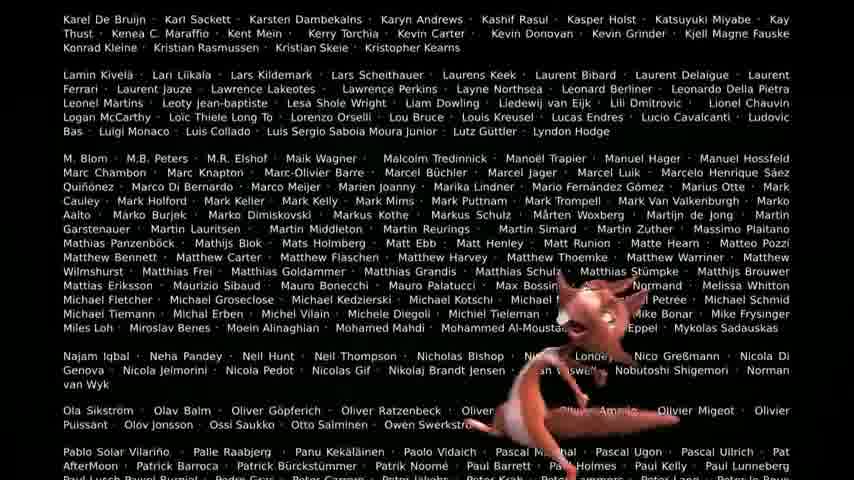 Karel De Bruijn · Karl Sackett · Karsten Dambekalns · Karyn Andrews · Kashif Rasul · Kasper Holst · Katsuyuki Miyabe · Kay
Thust · Kenea C. Maraffio · Kent Mein · Kerry Torchia · Kevin Carter · Kevin Donovan · Kevin Grinder · Kjell Magne Fauske
Konrad Kleine · Kristian Rasmussen · Kristian Skeie · Kristopher Kearns
Lamin Kivelä · Lari Liikala · Lars Kildemark · Lars Scheithauer · Laurens Keek · Laurent Bibard · Laurent Delaigue · Laurent
Ferrari · Laurent Jauze · Lawrence Lakeotes · Lawrence Perkins · Layne Northsea · Leonard Berliner · Leonardo Della Pietra
Leonel Martins · Leoty jean-baptiste · Lesa Shole Wright · Liam Dowling · Liedewij van Eijk · Lili Dmitrovic · Lionel Chauvin
Logan McCarthy · Loïc Thiele Long To · Lorenzo Orselli · Lou Bruce · Louis Kreusel · Lucas Endres · Lucio Cavalcanti · Ludovic
Bas · Luigi Monaco · Luis Collado · Luis Sergio Saboia Moura Junior · Lutz Güttler · Lyndon Hodge
M. Blom · M.B. Peters · M.R. Elshof · Maik Wagner · Malcolm Tredinnick · Manoël Trapier · Manuel Hager · Manuel Hossfeld
Marc Chambon · Marc Knapton · Marc-Olivier Barre · Marcel Büchler · Marcel Jager · Marcel Luik · Marcelo Henrique Sáez
Quiñónez · Marco Di Bernardo · Marco Meijer · Marien Joanny · Marika Lindner · Mario Fernández Gómez · Marius Otte · Mark
Cauley · Mark Holford · Mark Keller · Mark Kelly · Mark Mims · Mark Puttnam · Mark Trompell · Mark Van Valkenburgh · Marko
Aalto · Marko Burjek · Marko Dimiskovski · Markus Kothe · Markus Schulz · Mårten Woxberg · Martijn de Jong · Martin
Garstenauer · Martin Lauritsen · Martin Middleton · Martin Reurings · Martin Simard · Martin Zuther · Massimo Plaitano
Mathias Panzenböck · Mathijs Blok · Mats Holmberg · Matt Ebb · Matt Henley · Matt Runion · Matte Hearn · Matteo Pozzi
Matthew Bennett · Matthew Carter · Matthew Flaschen · Matthew Harvey · Matthew Thoemke · Matthew Warriner · Matthew
Wilmshurst · Matthias Frei · Matthias Goldammer · Matthias Grandis · Matthias Schulz · Matthias Stümpke · Matthijs Brouwer
Mattias Eriksson · Maurizio Sibaud · Mauro Bonecchi · Mauro Palatucci · Max Normand · Melissa Whitton
Michael Fletcher · Michael Groseclose · Michael Kedzierski · Michael Kotschi · Michael Petree · Michael Schmid
Michael Tiemann · Michal Erben · Michel Vilain · Michele Diegoli · Michiel Tieleman · Mike Bonar · Mike Frysinger
Miles Loh · Miroslav Benes · Moein Alinaghian · Mohamed Mahdi · Mohammed Eppel · Mykolas Sadauskas
Najam Iqbal · Neha Pandey · Neil Hunt · Neil Thompson · Nicholas Bishop · Nico Greßmann · Nicola Di
Genova · Nicola Jelmorini · Nicola Pedot · Nicolas Gif · Nikolaj Brandt Jensen · Nobutoshi Shigemori · Norman
van Wyk
Ola Sikström · Olav Balm · Oliver Göpferich · Oliver Ratzenbeck · Olivier Migeot · Olivier
Puissant · Olov Jonsson · Ossi Saukko · Otto Salminen · Owen
Pablo Solar Vilariño · Palle Raabjerg · Panu Kekäläinen · Paolo Vidaich · Pascal · Pascal Ugon · Pascal Ullrich · Pat
AfterMoon · Patrick Barroca · Patrick Bürckstümmer · Patrik Noomé · Paul Barrett · Holmes · Paul Kelly · Paul Lunneberg